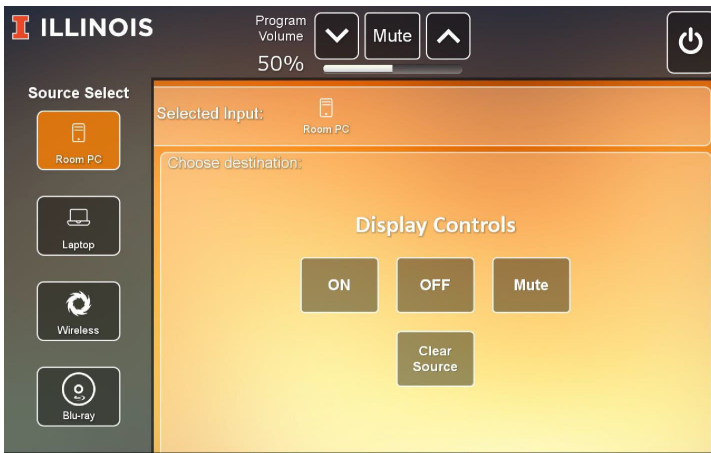 I ILLINOIS
Program
Volume
50%
Mute
Source Select
Room PC
Laptop
Wireless
Blu-ray
Selected Input:
Room PC
Choose destination:
Display Controls
ON
OFF
Mute
Clear
Source